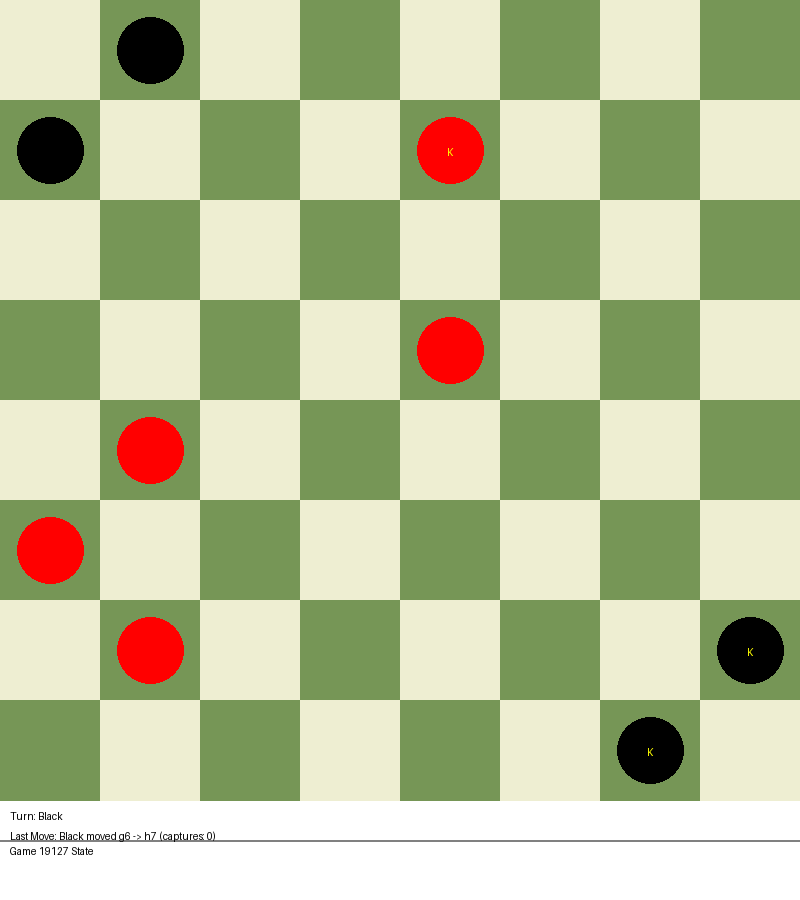 K
K
K
Turn: Black
Last Move: Black moved g6 -> h7 (captures: 0)
Game 19127 State